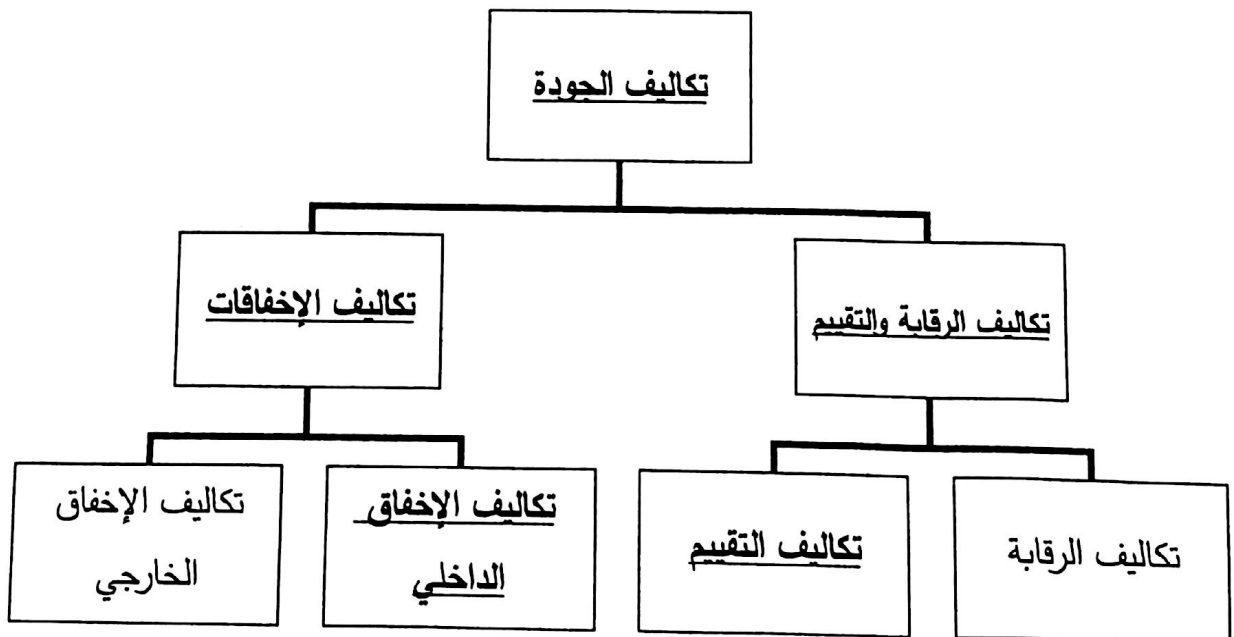 تكاليف الجودة
تكاليف الرقابة والتقييم
تكاليف الإخفاقات
تكاليف الرقابة
تكاليف التقييم
تكاليف الإخفاق
الداخلي
تكاليف الإخفاق
الخارجي